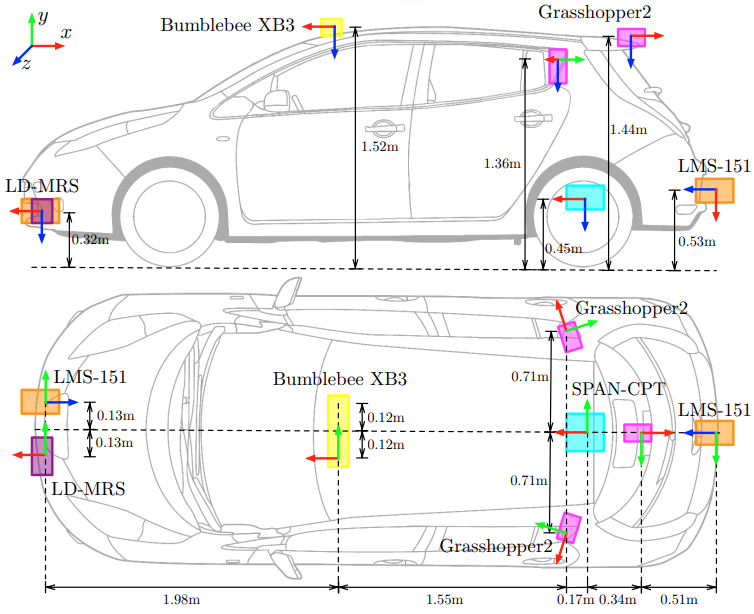 y
x
z
Bumblebee XB3
Grasshopper2
1.52m
1.36m
1.44m
LD-MRS
0.32m
0.45m
LMS-151
0.53m
Grasshopper2
LMS-151
Bumblebee XB3
0.71m
SPAN-CPT
LMS-151
0.13m
0.12m
0.13m
0.12m
LD-MRS
0.71m
Grasshopper2
1.98m
1.55m
0.17m
0.34m
0.51m